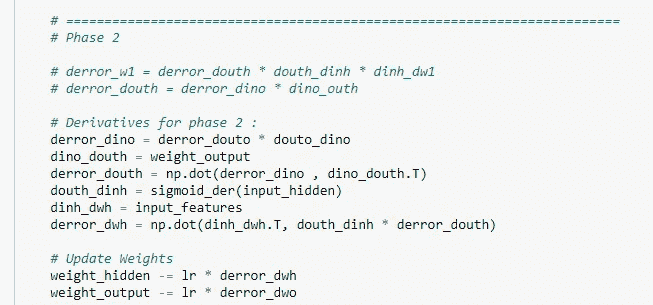 # =========================================================================
# Phase 2
# derror_w1 = derror_douth * douth_dinh * dinh_dw1
# derror_douth = derror_dino * dino_outh
# Derivatives for phase 2 :
derror_dino = derror_douto * douto_dino
dino_douth = weight_output
derror_douth = np.dot(derror_dino , dino_douth.T)
douth_dinh = sigmoid_der(input_hidden)
dinh_dwh = input_features
derror_dwh = np.dot(dinh_dwh.T, douth_dinh * derror_douth)
# Update Weights
weight_hidden -= lr * derror_dwh
weight_output -= lr * derror_dwo